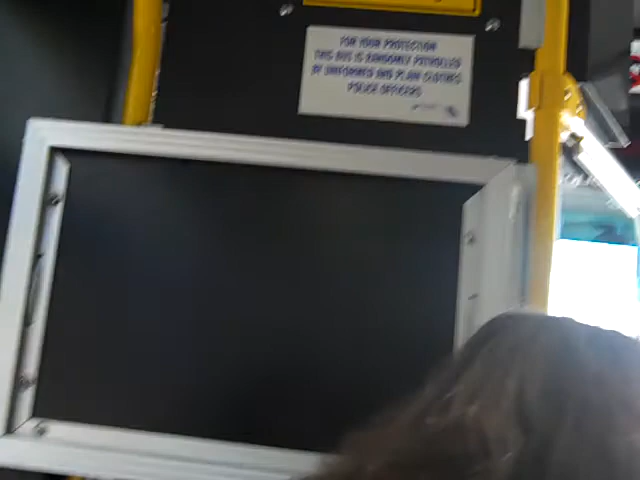 FOR YOUR PROTECTION
THIS BUS IS RANDOMLY PATROLLED
BY UNIFORMED AND PLAIN CLOTHES
POLICE OFFICERS